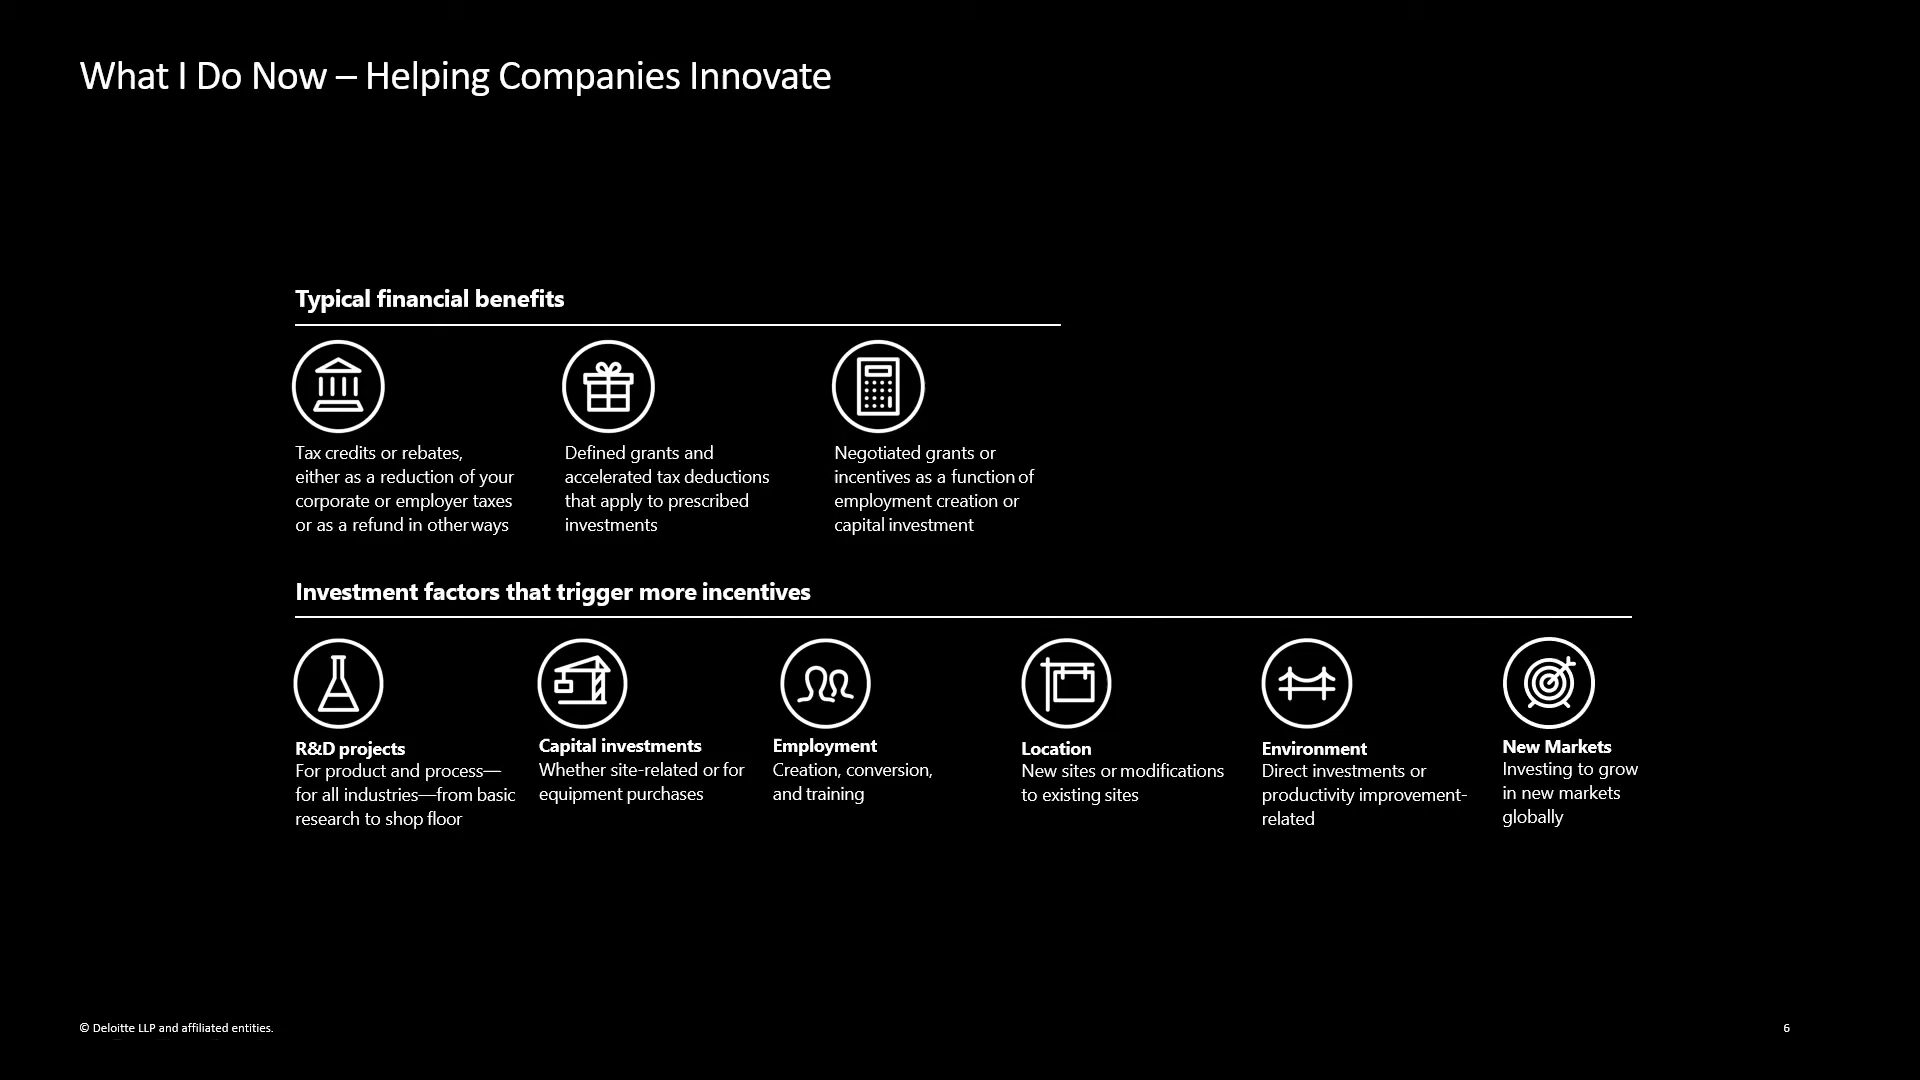 What I Do Now – Helping Companies Innovate
Typical financial benefits
Tax credits or rebates,
either as a reduction of your
corporate or employer taxes
or as a refund in other ways
Defined grants and
accelerated tax deductions
that apply to prescribed
investments
Negotiated grants or
incentives as a function of
employment creation or
capital investment
Investment factors that trigger more incentives
R&D projects
For product and process—
for all industries—from basic
research to shop floor
Capital investments
Whether site-related or for
equipment purchases
Employment
Creation, conversion,
and training
Location
New sites or modifications
to existing sites
Environment
Direct investments or
productivity improvement-
related
New Markets
Investing to grow
in new markets
globally
© Deloitte LLP and affiliated entities.
6